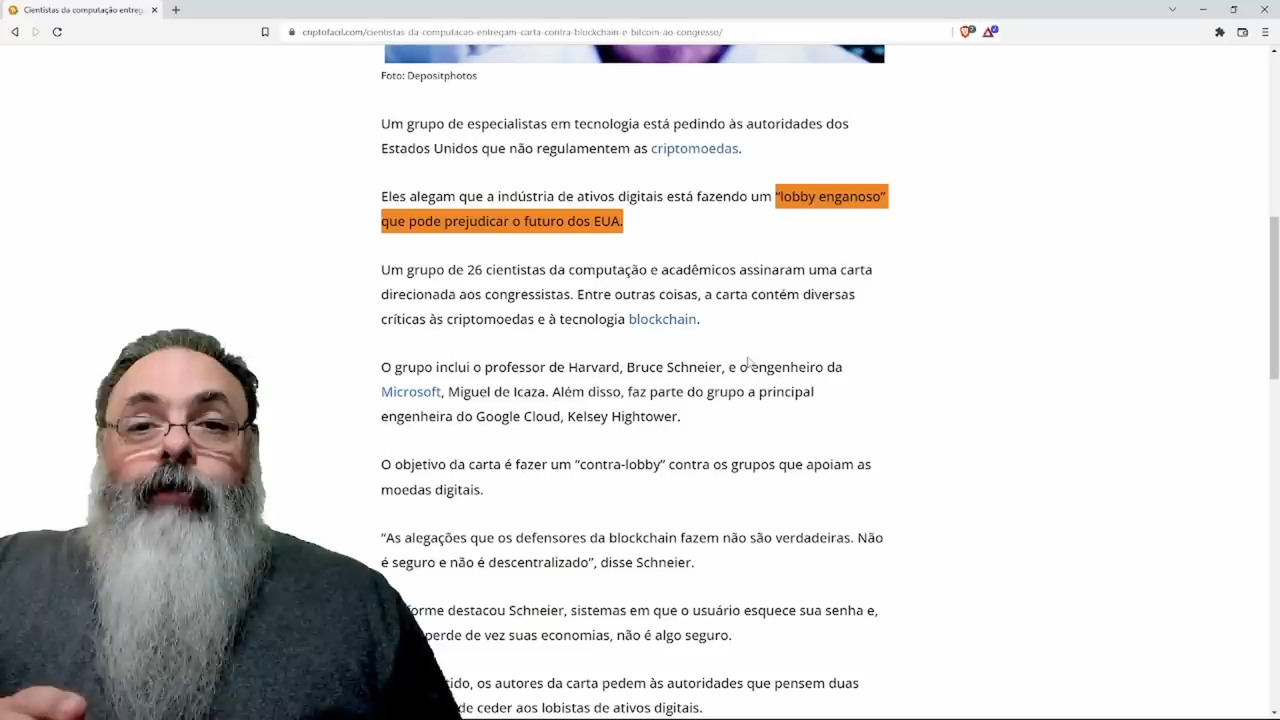 Cientistas da computação entreg
criptofacil.com/cientistas-da-computacao-entregam-carta-contra-blockchain-e-bitcoin-ao-congresso/
Foto: Depositphotos
Um grupo de especialistas em tecnologia está pedindo às autoridades dos
Estados Unidos que não regulamentem as criptomoedas.
Eles alegam que a indústria de ativos digitais está fazendo um “lobby enganoso”
que pode prejudicar o futuro dos EUA.
Um grupo de 26 cientistas da computação e acadêmicos assinaram uma carta
direcionada aos congressistas. Entre outras coisas, a carta contém diversas
críticas às criptomoedas e à tecnologia blockchain.
O grupo inclui o professor de Harvard, Bruce Schneier, e o engenheiro da
Microsoft, Miguel de Icaza. Além disso, faz parte do grupo a principal
engenheira do Google Cloud, Kelsey Hightower.
O objetivo da carta é fazer um “contra-lobby” contra os grupos que apoiam as
moedas digitais.
“As alegações que os defensores da blockchain fazem não são verdadeiras. Não
é seguro e não é descentralizado”, disse Schneier.
forme destacou Schneier, sistemas em que o usuário esquece sua senha e,
perde de vez suas economias, não é algo seguro.
tido, os autores da carta pedem às autoridades que pensem duas
de ceder aos lobistas de ativos digitais.